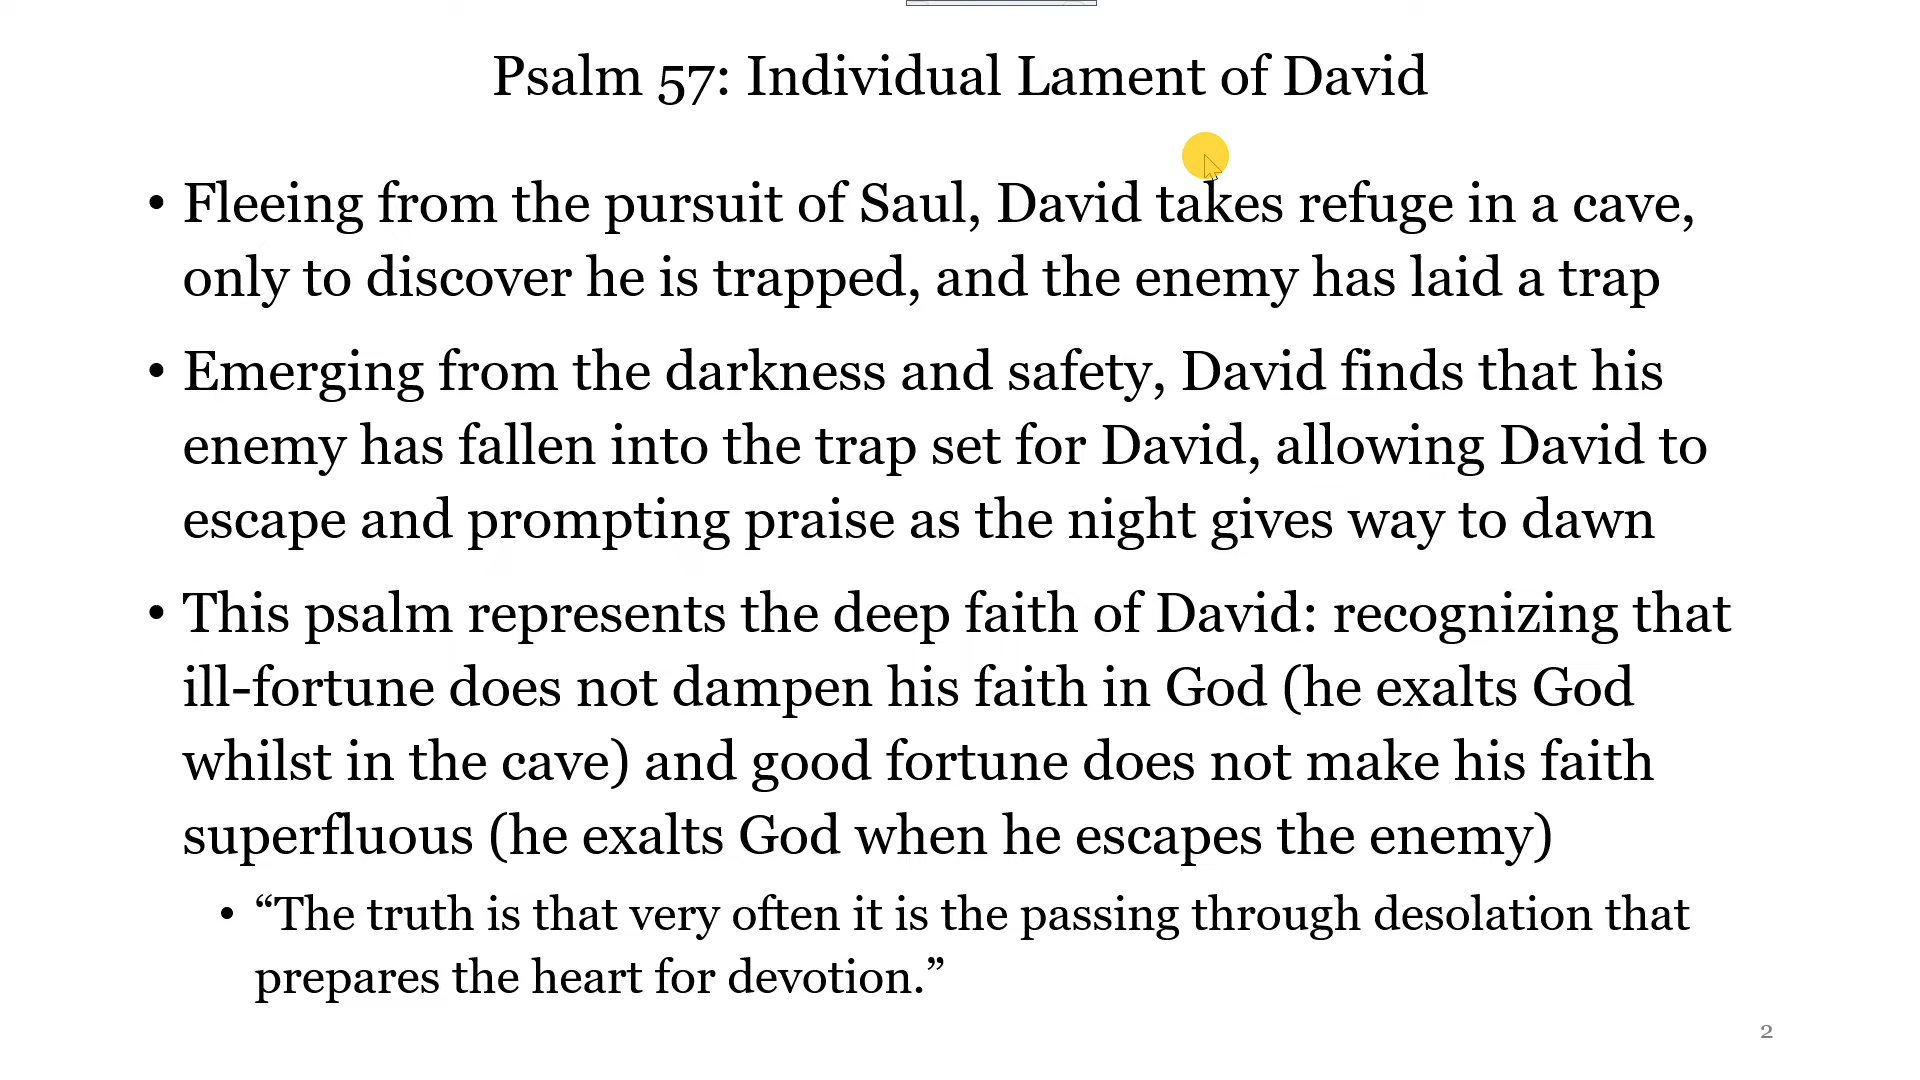 Psalm 57: Individual Lament of David
• Fleeing from the pursuit of Saul, David takes refuge in a cave,
only to discover he is trapped, and the enemy has laid a trap
• Emerging from the darkness and safety, David finds that his
enemy has fallen into the trap set for David, allowing David to
escape and prompting praise as the night gives way to dawn
• This psalm represents the deep faith of David: recognizing that
ill-fortune does not dampen his faith in God (he exalts God
whilst in the cave) and good fortune does not make his faith
superfluous (he exalts God when he escapes the enemy)
• “The truth is that very often it is the passing through desolation that
prepares the heart for devotion.”
2